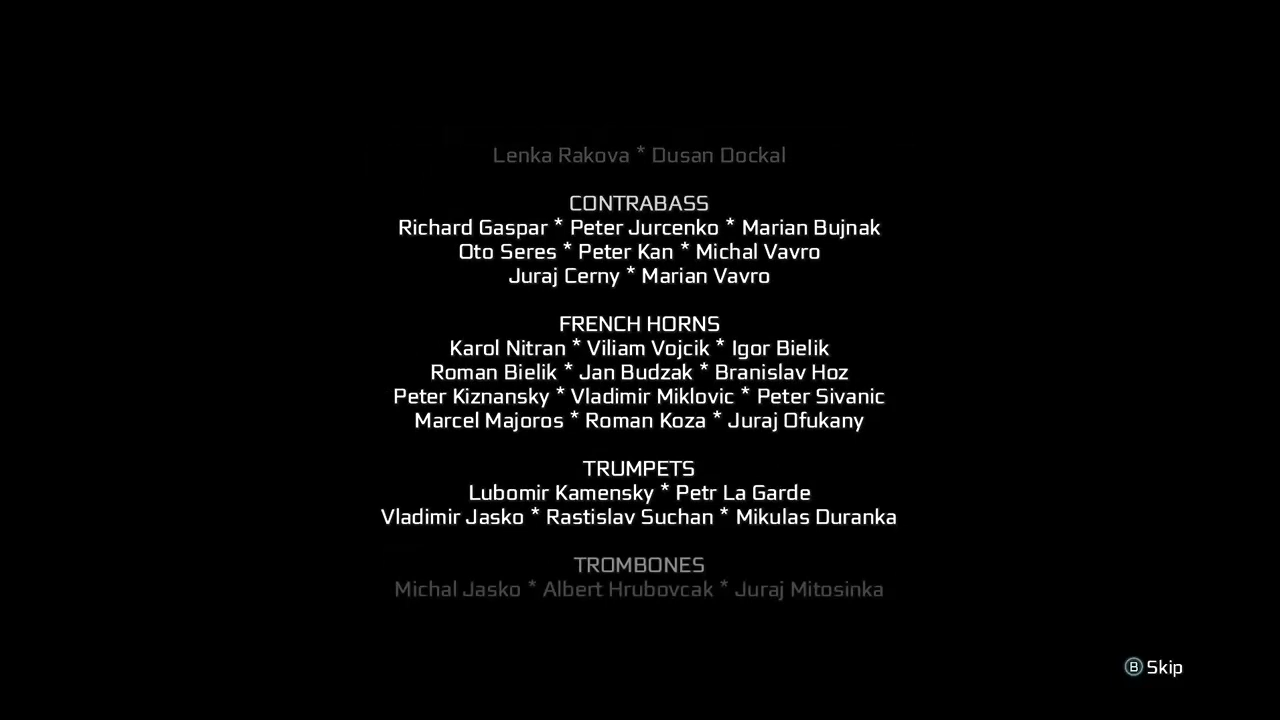 Lenka Rakova * Dusan Dockal
CONTRABASS
Richard Gaspar * Peter Jurcenko * Marian Bujnak
Oto Seres * Peter Kan * Michal Vavro
Juraj Cerny * Marian Vavro
FRENCH HORNS
Karol Nitran * Viliam Vojcik * Igor Bielik
Roman Bielik * Jan Budzak * Branislav Hoz
Peter Kiznansky * Vladimir Miklovic * Peter Sivanic
Marcel Majoros * Roman Koza * Juraj Ofukany
TRUMPETS
Lubomir Kamensky * Petr La Garde
Vladimir Jasko * Rastislav Suchan * Mikulas Duranka
TROMBONES
Michal Jasko * Albert Hrubovcak * Juraj Mitosinka
B Skip